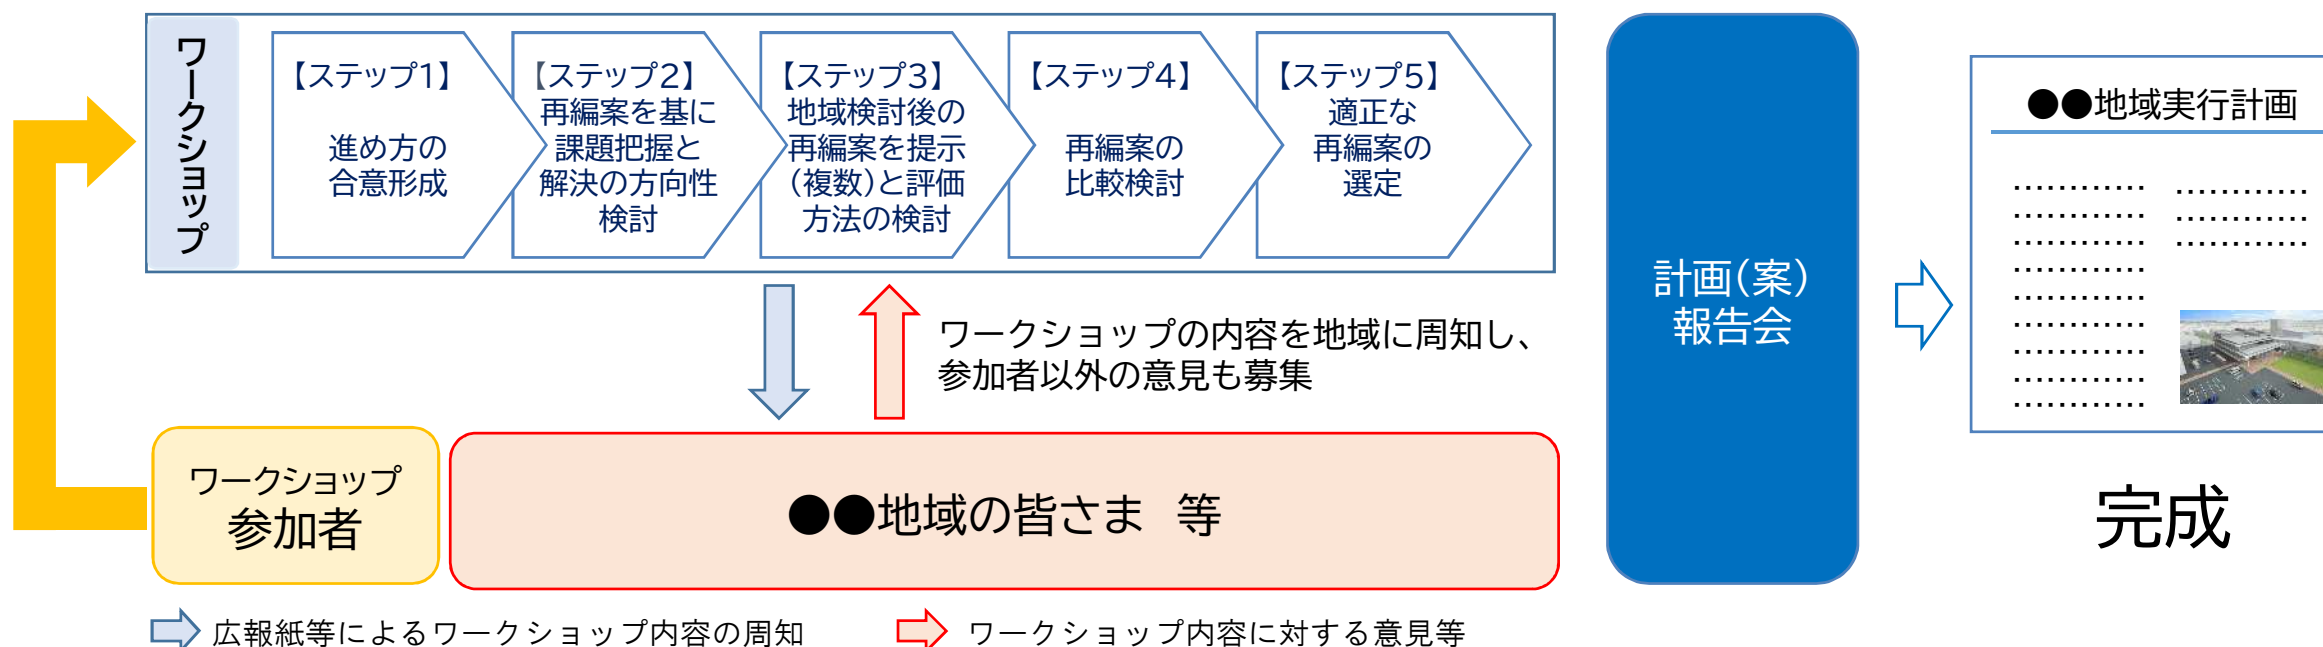 ワークショップ
【ステップ1】
進め方の
合意形成
【ステップ2】
再編案を基に
課題把握と
解決の方向性
検討
【ステップ3】
地域検討後の
再編案を提示
（複数）と評価
方法の検討
【ステップ4】
再編案の
比較検討
【ステップ5】
適正な
再編案の
選定
ワークショップの内容を地域に周知し、
参加者以外の意見も募集
ワークショップ
参加者
●●地域の皆さま　等
広報紙等によるワークショップ内容の周知
ワークショップ内容に対する意見等
計画（案）
報告会
●●地域実行計画
............ ............
............ ............
............ ............
............
............
............
............
............
............
完成